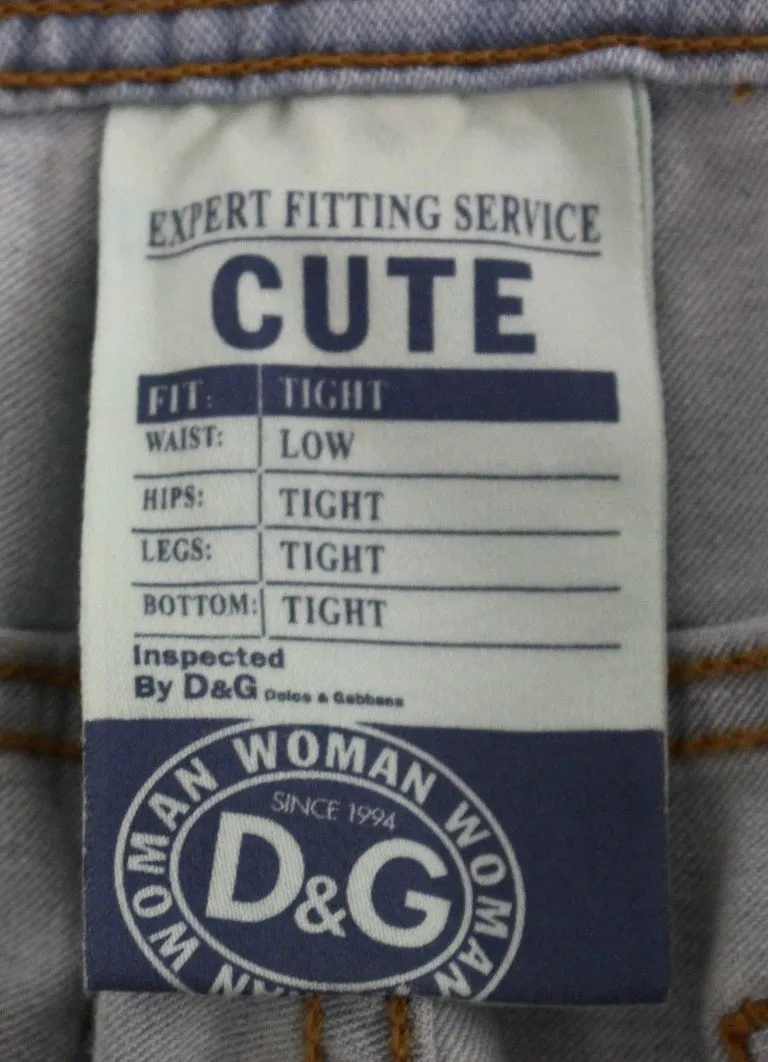 EXPERT FITTING SERVICE
CUTE
FIT: TIGHT
WAIST: LOW
HIPS: TIGHT
LEGS: TIGHT
BOTTOM: TIGHT
Inspected
By D&G Dolce & Gabbana
WOMAN WOMAN WOMAN WOMAN
SINCE 1994
D&G